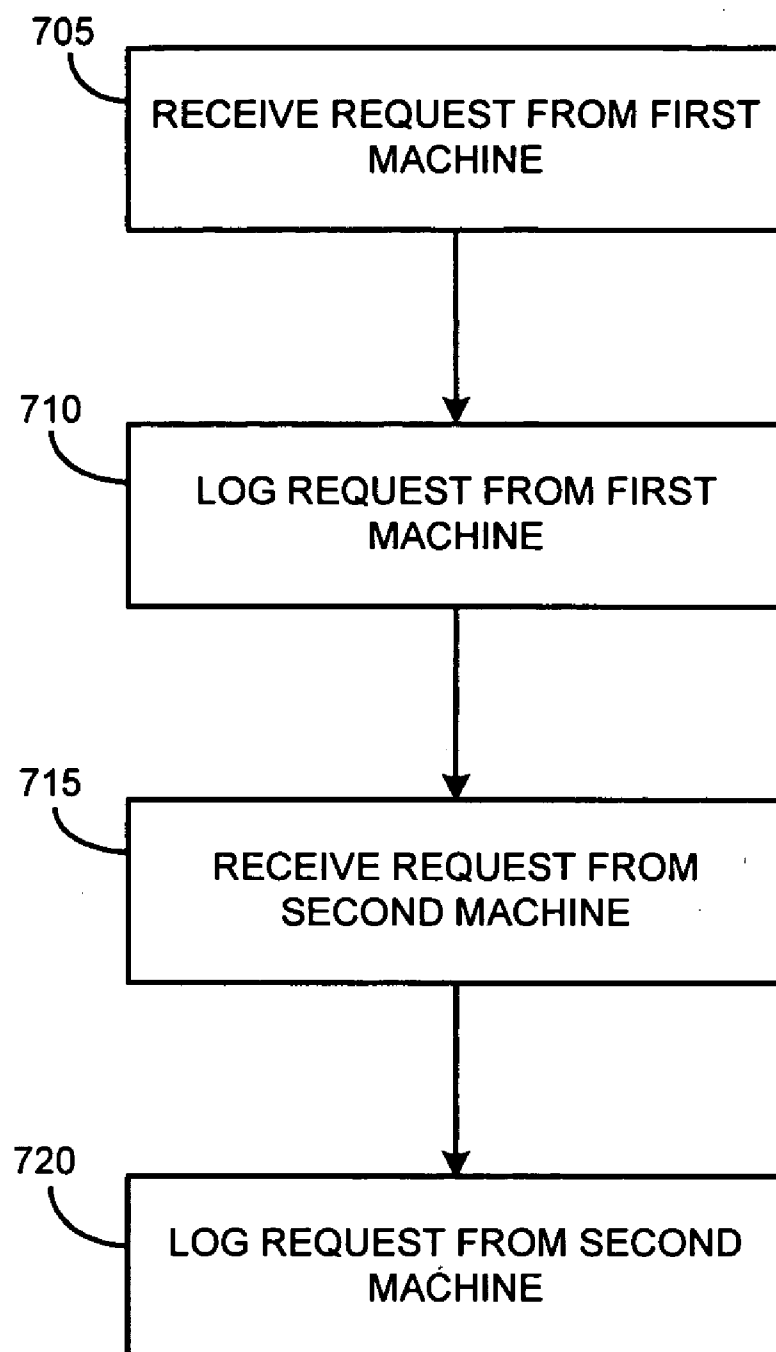 705
RECEIVE REQUEST FROM FIRST
MACHINE
710
LOG REQUEST FROM FIRST
MACHINE
715
RECEIVE REQUEST FROM
SECOND MACHINE
720
LOG REQUEST FROM SECOND
MACHINE